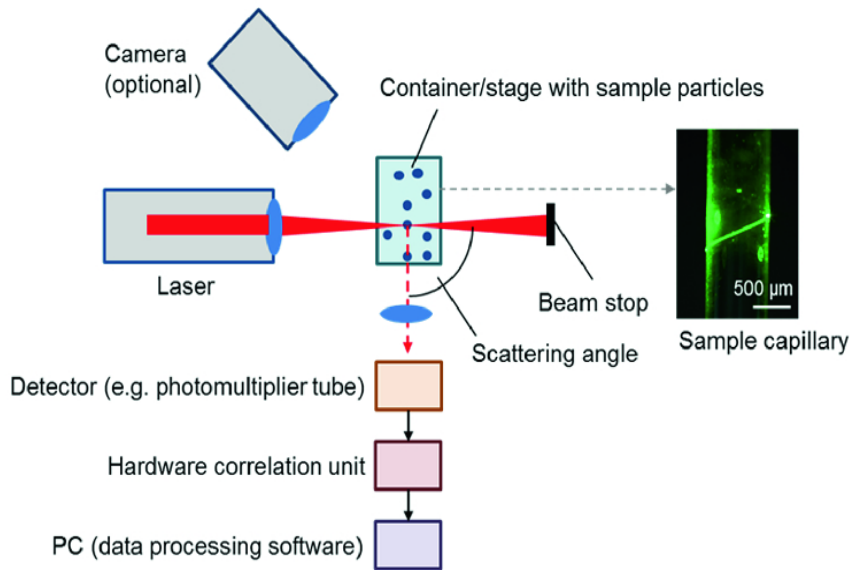 Camera
(optional)
Container/stage with sample particles
Laser
Beam stop
500 µm
Scattering angle
Sample capillary
Detector (e.g. photomultiplier tube)
Hardware correlation unit
PC (data processing software)